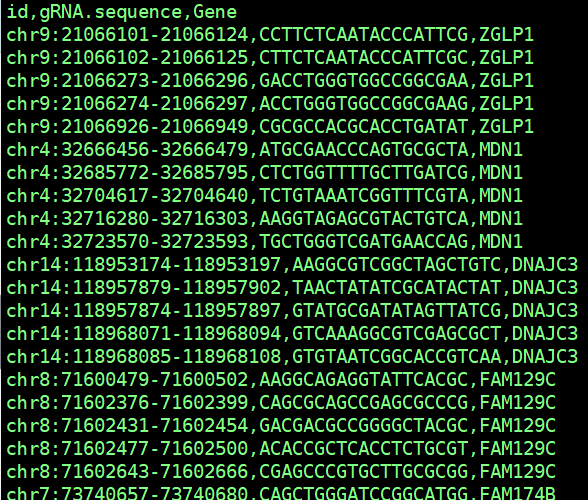 id,gRNA.sequence,Gene
chr9:21066101-21066124,CCTTCTCAATACCCATTCG,ZGLP1
chr9:21066102-21066125,CTTCTCAATACCCATTCGC,ZGLP1
chr9:21066273-21066296,GACCTGGGTGGCCGGCGAA,ZGLP1
chr9:21066274-21066297,ACCTGGGTGGCCGGCGAAG,ZGLP1
chr9:21066926-21066949,CGCGCCACGCACCTGATAT,ZGLP1
chr4:32666456-32666479,ATGCGAACCCAGTGCGCTA,MDN1
chr4:32685772-32685795,CTCTGGTTTTGCTTGATCG,MDN1
chr4:32704617-32704640,TCTGTAAATCGGTTTCGTA,MDN1
chr4:32716280-32716303,AAGGTAGAGCGTACTGTCA,MDN1
chr4:32723570-32723593,TGCTGGGTCGATGAACCAG,MDN1
chr14:118953174-118953197,AAGGCGTCGGCTAGCTGTC,DNAJC3
chr14:118957879-118957902,TAACTATATCGCATACTAT,DNAJC3
chr14:118957874-118957897,GTATGCGATATAGTTATCG,DNAJC3
chr14:118968071-118968094,GTCAAAGGCGTCGAGCGCT,DNAJC3
chr14:118968085-118968108,GTGTAATCGGCACCGTCAA,DNAJC3
chr8:71600479-71600502,AAGGCAGAGGTATTCACGC,FAM129C
chr8:71602376-71602399,CAGCGCAGCCGAGCGCCCG,FAM129C
chr8:71602431-71602454,GACGACGCCGGGGCTACGC,FAM129C
chr8:71602477-71602500,ACACCGCTCACCTCTGCGT,FAM129C
chr8:71602643-71602666,CGAGCCCGTGCTTGCGCGG,FAM129C
chr7:73740657-73740680,CAGCTGGGATCCGGCATGG,FAM174B